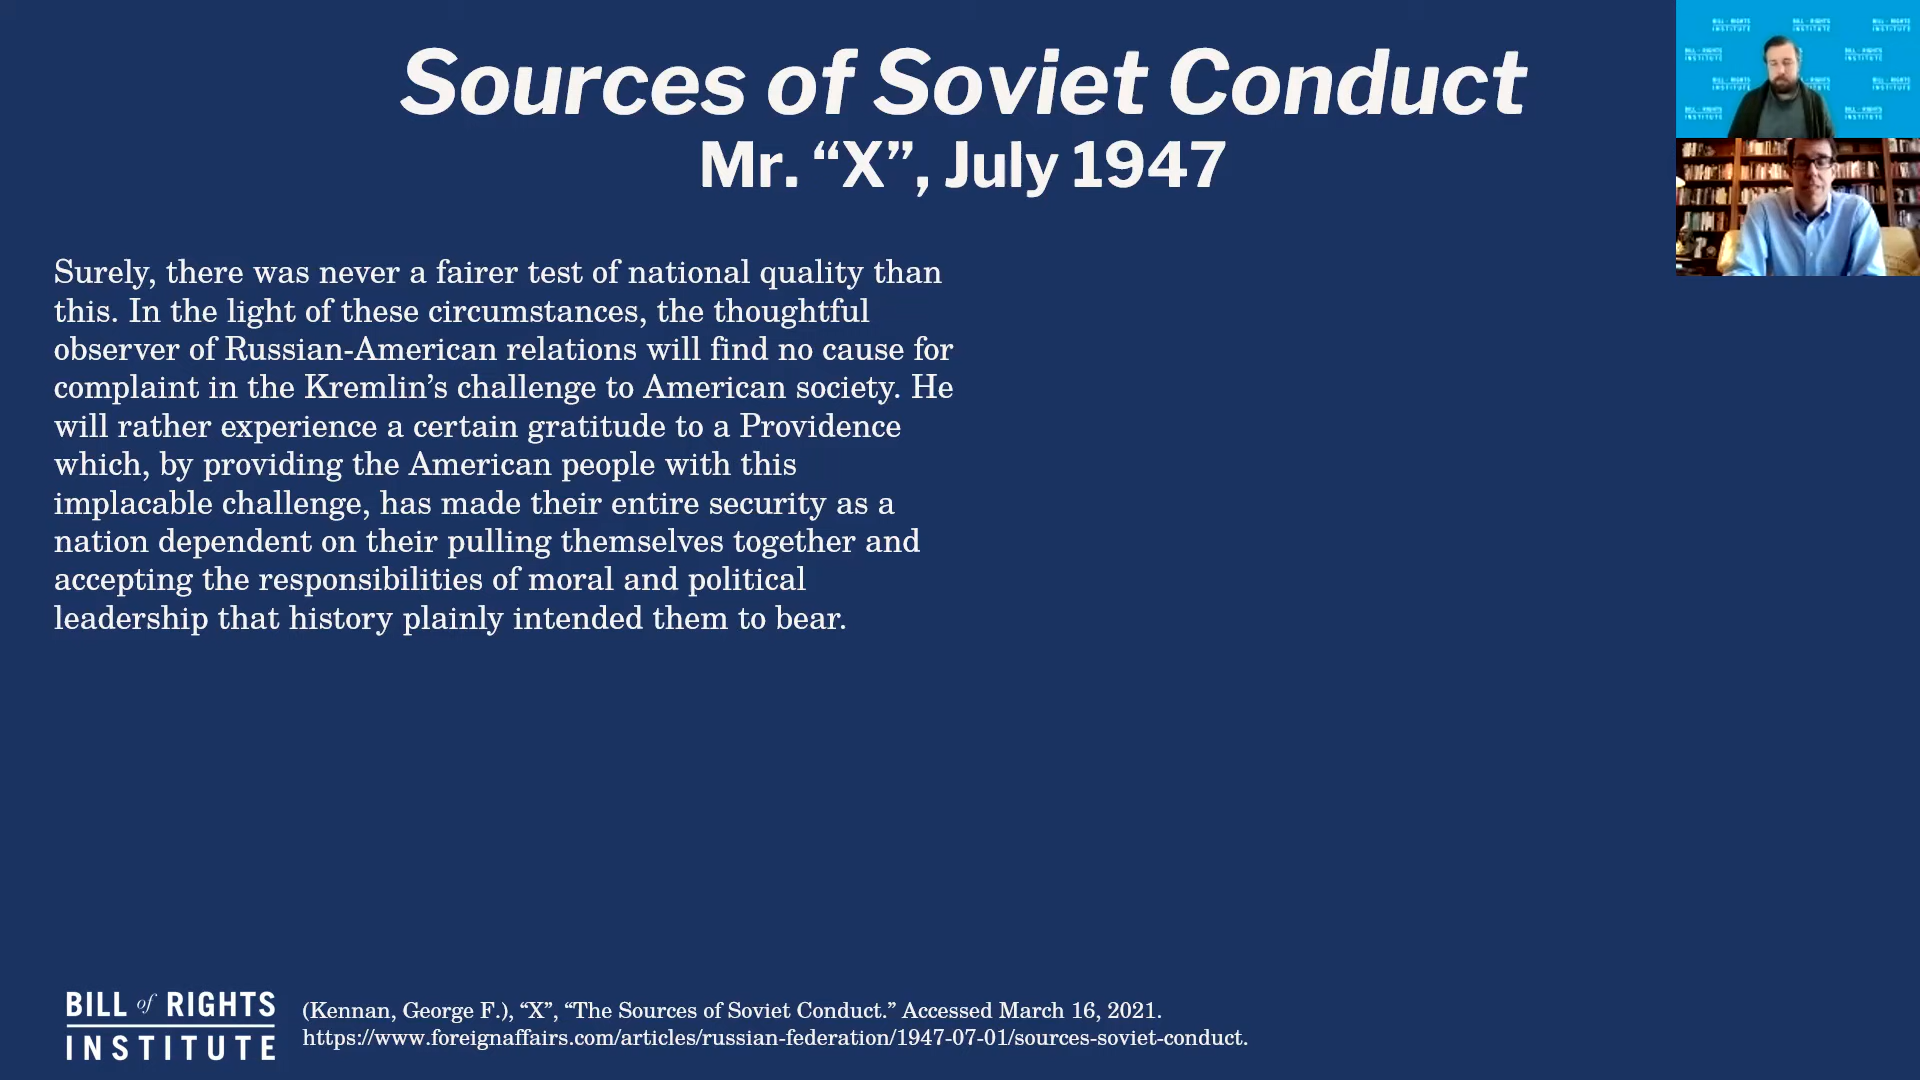 Sources of Soviet Conduct
Mr. “X”, July 1947
Surely, there was never a fairer test of national quality than
this. In the light of these circumstances, the thoughtful
observer of Russian-American relations will find no cause for
complaint in the Kremlin’s challenge to American society. He
will rather experience a certain gratitude to a Providence
which, by providing the American people with this
implacable challenge, has made their entire security as a
nation dependent on their pulling themselves together and
accepting the responsibilities of moral and political
leadership that history plainly intended them to bear.
BILL of RIGHTS
INSTITUTE
(Kennan, George F.), “X”, “The Sources of Soviet Conduct.” Accessed March 16, 2021.
https://www.foreignaffairs.com/articles/russian-federation/1947-07-01/sources-soviet-conduct.